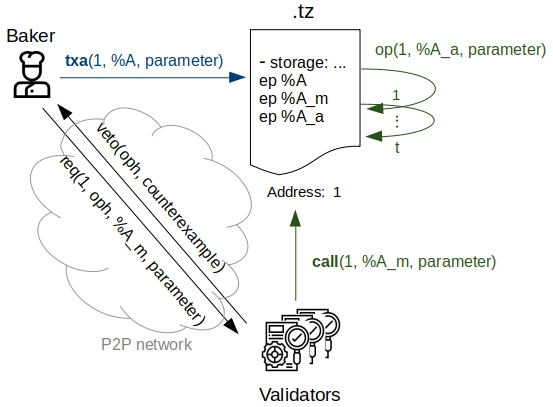 .tz
Baker
txa(1, %A, parameter)
- storage: ...
ep %A
ep %A_m
ep %A_a
op(1, %A_a, parameter)
1
⋮
t
veto(oph, counterexample)
req(1, oph, %A_m, parameter)
Address: 1
call(1, %A_m, parameter)
P2P network
Validators